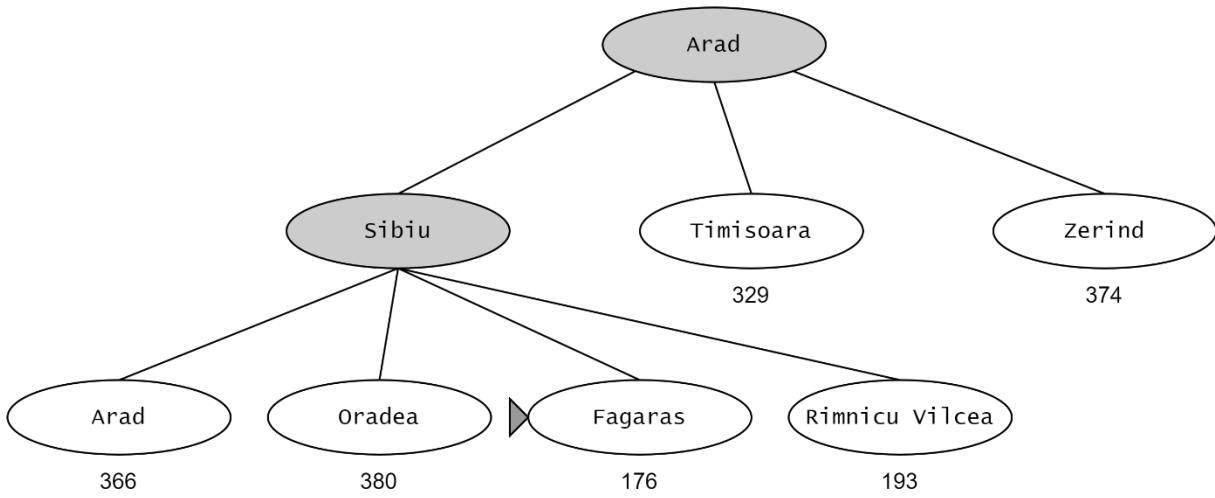 Arad
Sibiu
Timisoara
Zerind
329
374
Arad
Oradea
Fagaras
Rimnicu Vilcea
366
380
176
193